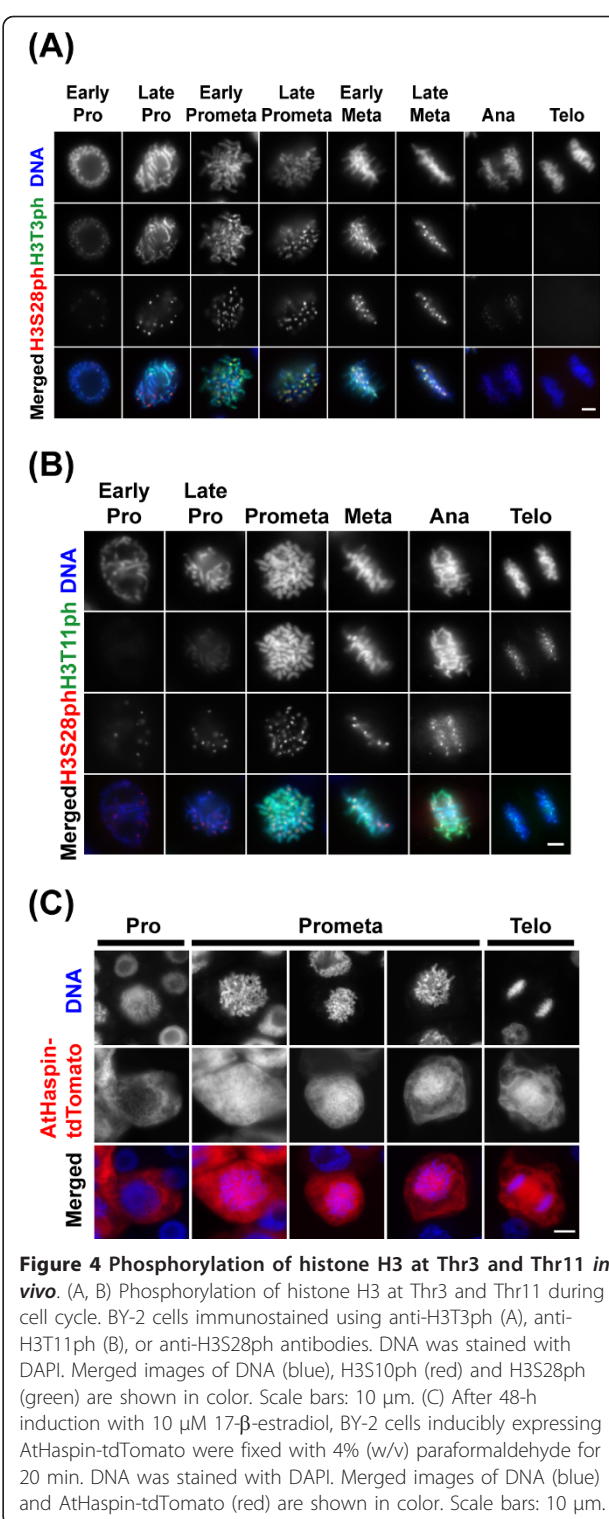 (A)
Early Pro
Late Pro
Early Prometa
Late Prometa
Early Meta
Late Meta
Ana
Telo
DNA
H3T3ph
H3S28ph
Merged
(B)
Early Pro
Late Pro
Prometa
Meta
Ana
Telo
DNA
H3T11ph
H3S28ph
Merged
(C)
Pro
Prometa
Telo
DNA
AtHaspin-
tdTomato
Merged
Figure 4 Phosphorylation of histone H3 at Thr3 and Thr11 in
vivo. (A, B) Phosphorylation of histone H3 at Thr3 and Thr11 during
cell cycle. BY-2 cells immunostained using anti-H3T3ph (A), anti-
H3T11ph (B), or anti-H3S28ph antibodies. DNA was stained with
DAPI. Merged images of DNA (blue), H3S10ph (red) and H3S28ph
(green) are shown in color. Scale bars: 10 μm. (C) After 48-h
induction with 10 μM 17-β-estradiol, BY-2 cells inducibly expressing
AtHaspin-tdTomato were fixed with 4% (w/v) paraformaldehyde for
20 min. DNA was stained with DAPI. Merged images of DNA (blue)
and AtHaspin-tdTomato (red) are shown in color. Scale bars: 10 μm.